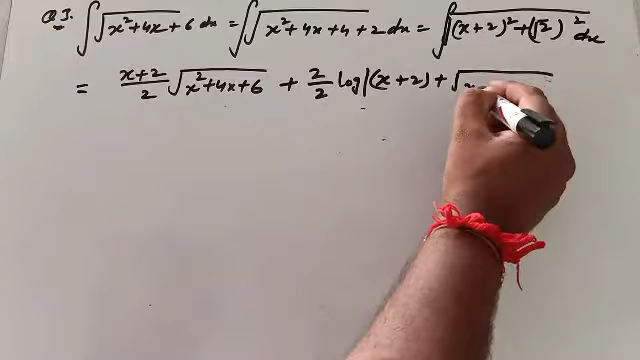 Q I. ∫√x²+4x+6 dx = ∫√x²+4x+4+2 dx = ∫√(x+2)²+(√2)² dx
= x+2/2 √x²+4x+6 + 2/2 log|(x+2)+√x